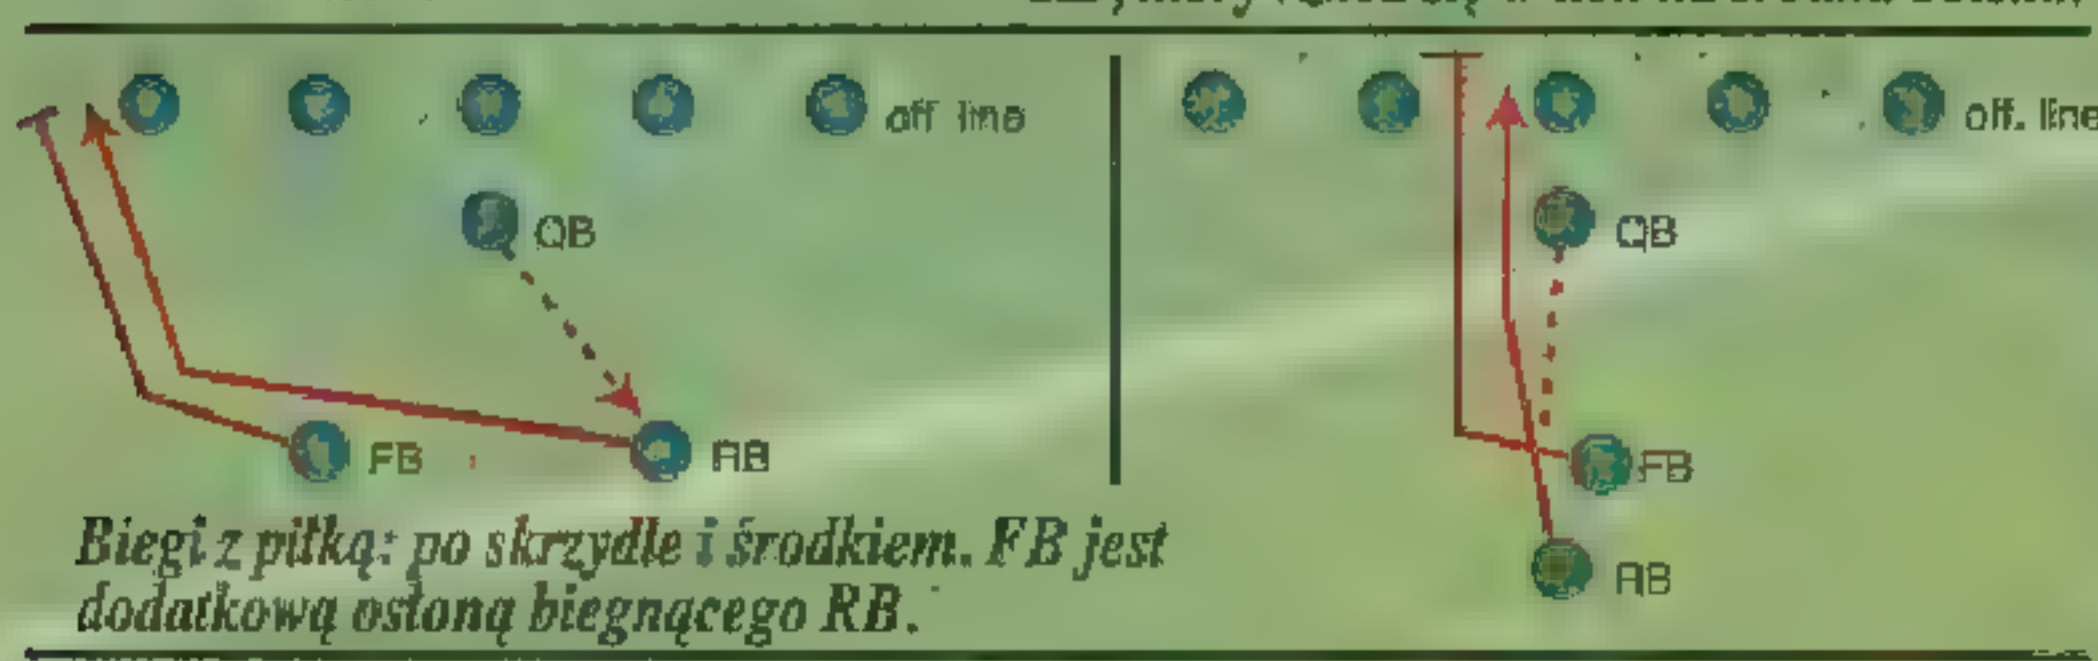 off line
QB
FB
RB
off. line
QB
FB
RB
Biegi z piłką: po skrzydle i środkiem. FB jest
dodatkową osłoną biegnącego RB.